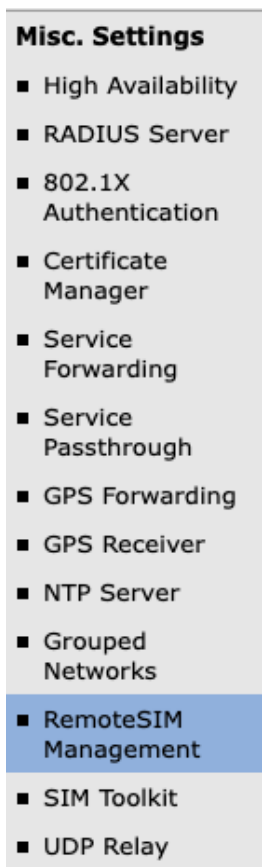 Misc. Settings
High Availability
RADIUS Server
802.1X
Authentication
Certificate
Manager
Service
Forwarding
Service
Passthrough
GPS Forwarding
GPS Receiver
NTP Server
Grouped
Networks
RemoteSIM
Management
SIM Toolkit
UDP Relay